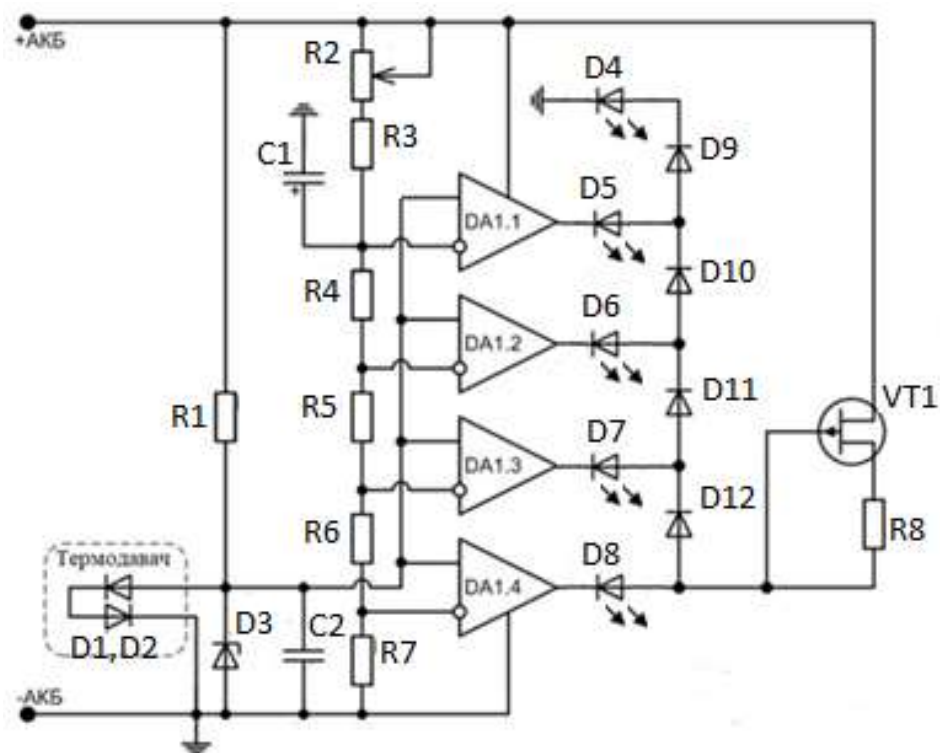 +АКБ
R2
D4
R3
C1
D9
D5
DA1.1
R4
D10
D6
DA1.2
VT1
R1
R5
D11
D7
DA1.3
D12
R6
R8
Термодавач
D8
DA1.4
D1,D2
D3
C2
R7
-АКБ